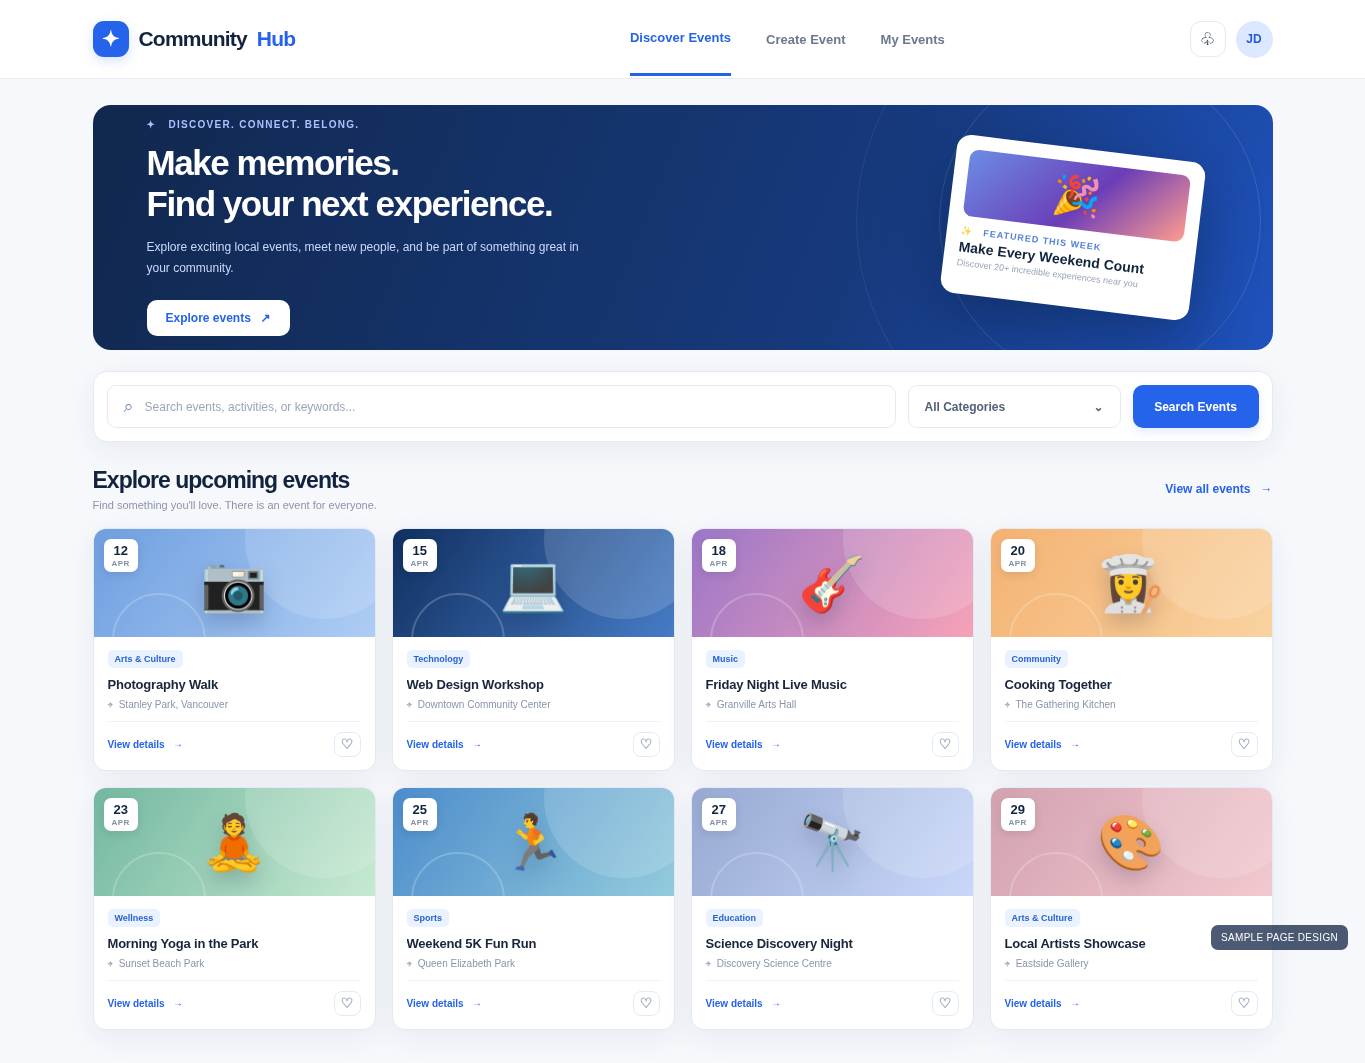 Community Hub
Discover Events
Create Event
My Events
JD
DISCOVER. CONNECT. BELONG.
Make memories.
Find your next experience.
Explore exciting local events, meet new people, and be part of something great in
your community.
Explore events ↗
FEATURED THIS WEEK
Make Every Weekend Count
Discover 20+ incredible experiences near you
Search events, activities, or keywords...
All Categories
Search Events
Explore upcoming events
Find something you'll love. There is an event for everyone.
View all events →
12
APR
Arts & Culture
Photography Walk
Stanley Park, Vancouver
View details →
15
APR
Technology
Web Design Workshop
Downtown Community Center
View details →
18
APR
Music
Friday Night Live Music
Granville Arts Hall
View details →
20
APR
Community
Cooking Together
The Gathering Kitchen
View details →
23
APR
Wellness
Morning Yoga in the Park
Sunset Beach Park
View details →
25
APR
Sports
Weekend 5K Fun Run
Queen Elizabeth Park
View details →
27
APR
Education
Science Discovery Night
Discovery Science Centre
View details →
29
APR
Arts & Culture
Local Artists Showcase
Eastside Gallery
View details →
SAMPLE PAGE DESIGN